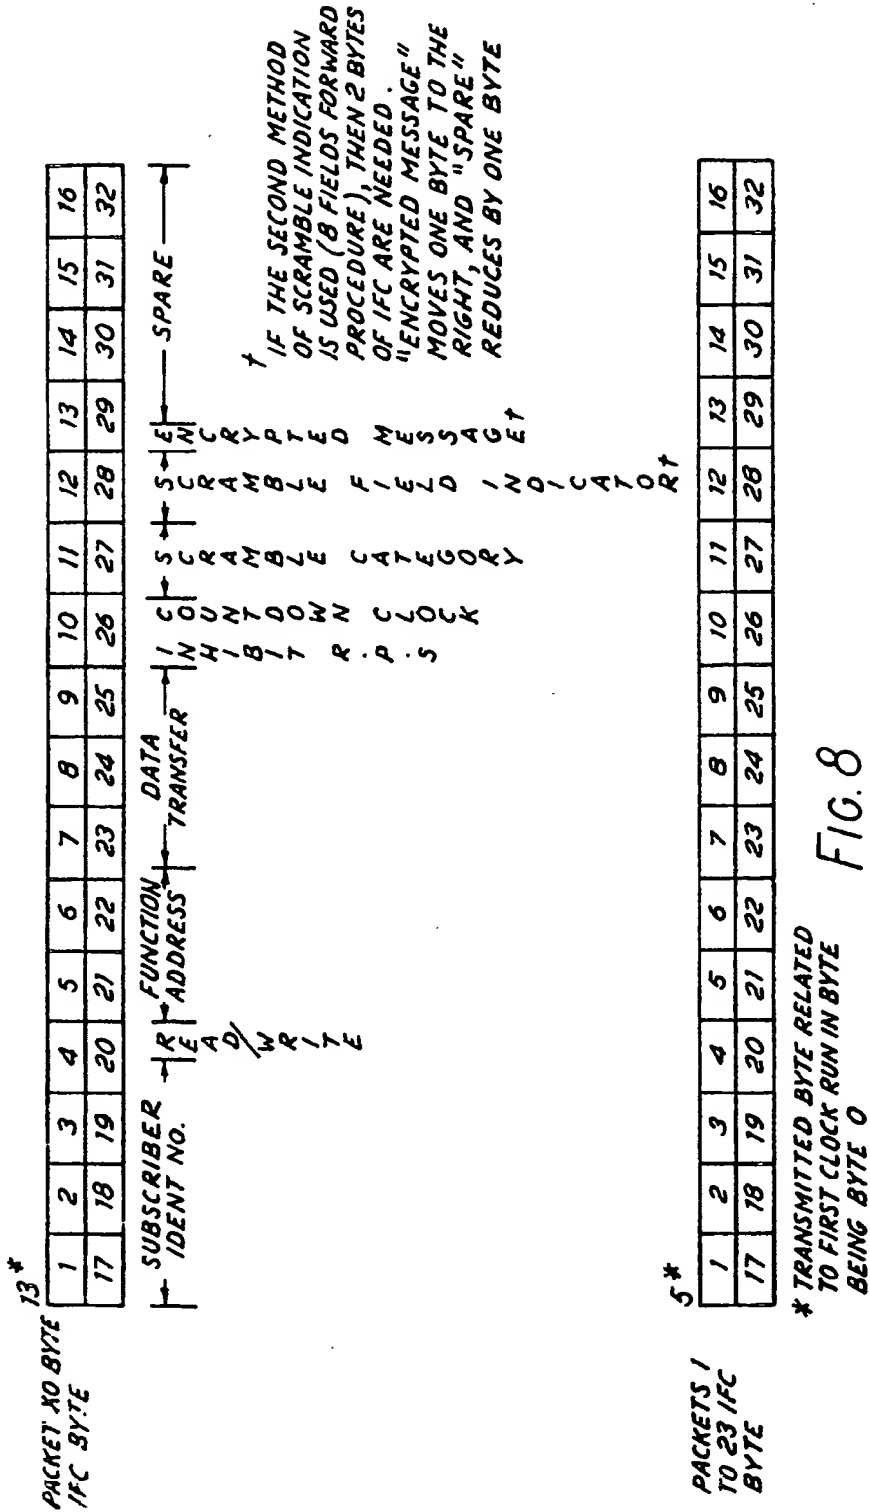 PACKET X0 BYTE
IFC BYTE
13*
1 2 3 4 5 6 7 8 9 10 11 12 13 14 15 16
17 18 19 20 21 22 23 24 25 26 27 28 29 30 31 32
SUBSCRIBER
IDENT NO.
READ/WRITE
FUNCTION
ADDRESS
DATA
TRANSFER
INHIBIT R.P.S
COUNTDOWN CLOCK
SCRAMBLE CATEGORY
SCRAMBLE FIELD INDICATOR†
ENCRYPTED MESSAGE†
SPARE
† IF THE SECOND METHOD
OF SCRAMBLE INDICATION
IS USED (8 FIELDS FORWARD
PROCEDURE), THEN 2 BYTES
OF IFC ARE NEEDED.
"ENCRYPTED MESSAGE"
MOVES ONE BYTE TO THE
RIGHT, AND "SPARE"
REDUCES BY ONE BYTE
PACKETS 1
TO 23 IFC
BYTE
5*
1 2 3 4 5 6 7 8 9 10 11 12 13 14 15 16
17 18 19 20 21 22 23 24 25 26 27 28 29 30 31 32
* TRANSMITTED BYTE RELATED
TO FIRST CLOCK RUN IN BYTE
BEING BYTE 0
FIG. 8